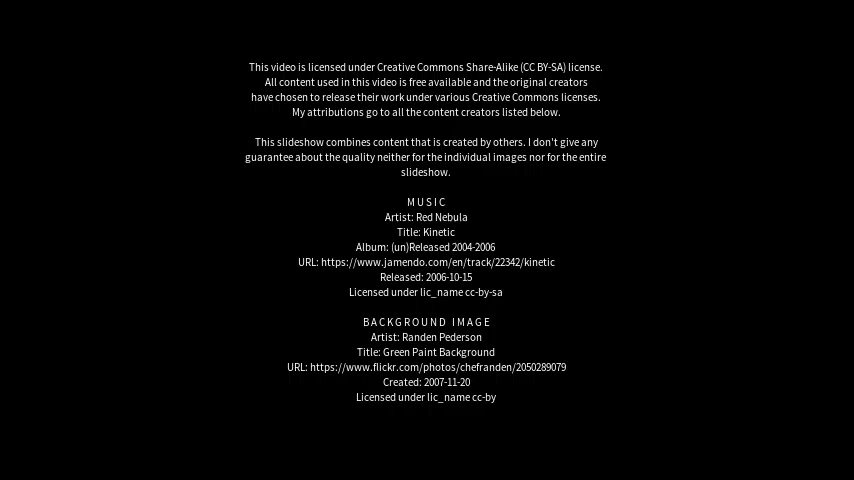 This video is licensed under Creative Commons Share-Alike (CC BY-SA) license.
All content used in this video is free available and the original creators
have chosen to release their work under various Creative Commons licenses.
My attributions go to all the content creators listed below.
This slideshow combines content that is created by others. I don't give any
guarantee about the quality neither for the individual images nor for the entire
slideshow.
MUSIC
Artist: Red Nebula
Title: Kinetic
Album: (un)Released 2004-2006
URL: https://www.jamendo.com/en/track/22342/kinetic
Released: 2006-10-15
Licensed under lic_name cc-by-sa
BACKGROUND IMAGE
Artist: Randen Pederson
Title: Green Paint Background
URL: https://www.flickr.com/photos/chefranden/2050289079
Created: 2007-11-20
Licensed under lic_name cc-by